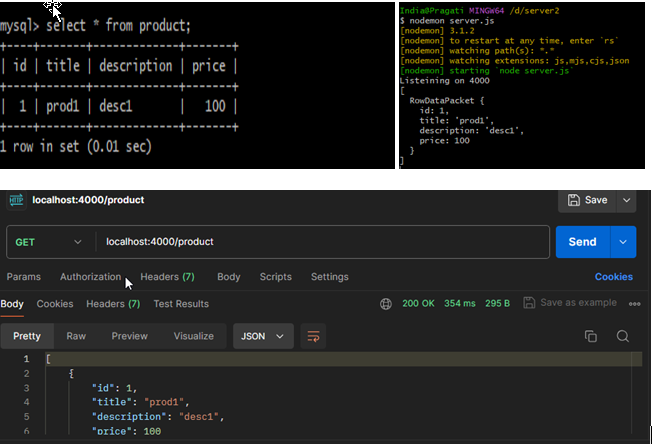 mysql> select * from product;
+----+-------+-------------+-------+
| id | title | description | price |
+----+-------+-------------+-------+
| 1 | prod1 | desc1 | 100 |
+----+-------+-------------+-------+
1 row in set (0.01 sec)
India@Pragati MINGW64 /d/server2
$ nodemon server.js
[nodemon] 3.1.2
[nodemon] to restart at any time, enter `rs`
[nodemon] watching path(s): *.*
[nodemon] watching extensions: js,mjs,cjs,json
[nodemon] starting `node server.js`
Listeining on 4000
[
RowDataPacket {
id: 1,
title: 'prod1',
description: 'desc1',
price: 100
}
]
HTTP localhost:4000/product Save
GET localhost:4000/product Send
Params Authorization Headers (7) Body Scripts Settings Cookies
Body Cookies Headers (7) Test Results 200 OK 354 ms 295 B Save as example
Pretty Raw Preview Visualize JSON
1 [
2 {
3 "id": 1,
4 "title": "prod1",
5 "description": "desc1",
6 "price": 100